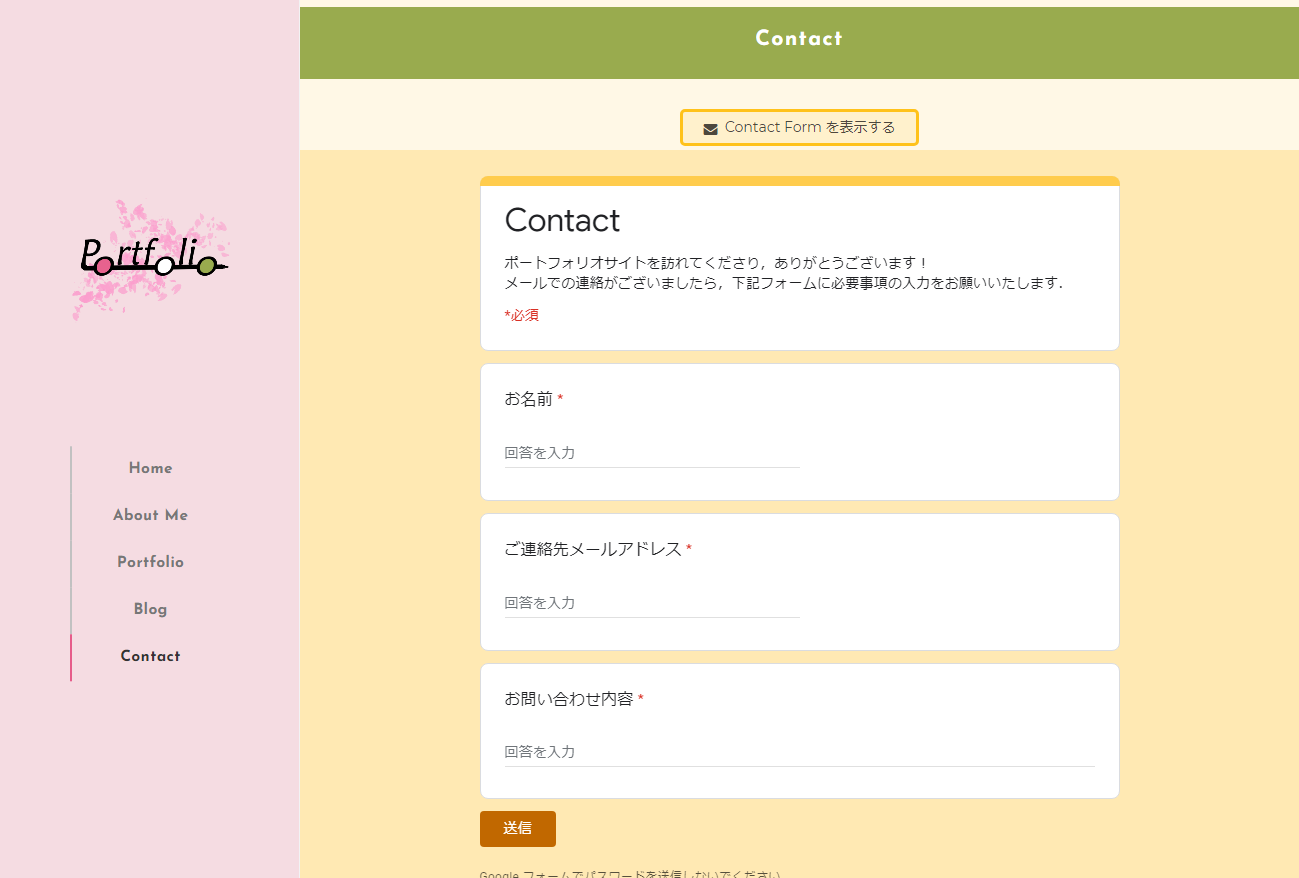 Portfolio
Home
About Me
Portfolio
Blog
Contact
Contact
Contact Form を表示する
Contact
ポートフォリオサイトを訪れてくださり，ありがとうございます！
メールでの連絡がございましたら，下記フォームに必要事項の入力をお願いいたします．
*必須
お名前 *
回答を入力
ご連絡先メールアドレス *
回答を入力
お問い合わせ内容 *
回答を入力
送信
Google フォームでパスワードを送信しないでください